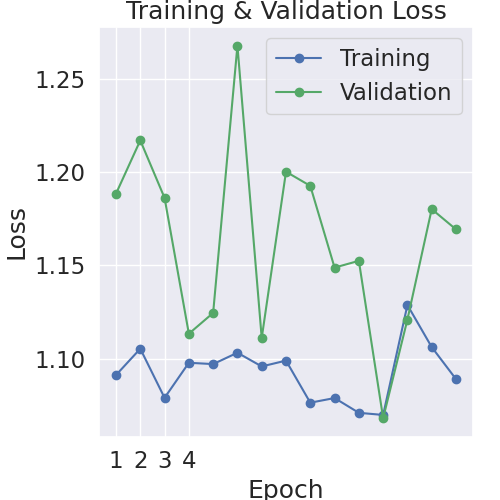 Training & Validation Loss
Training
Validation
1.25
1.20
1.15
1.10
Loss
1 2 3 4
Epoch